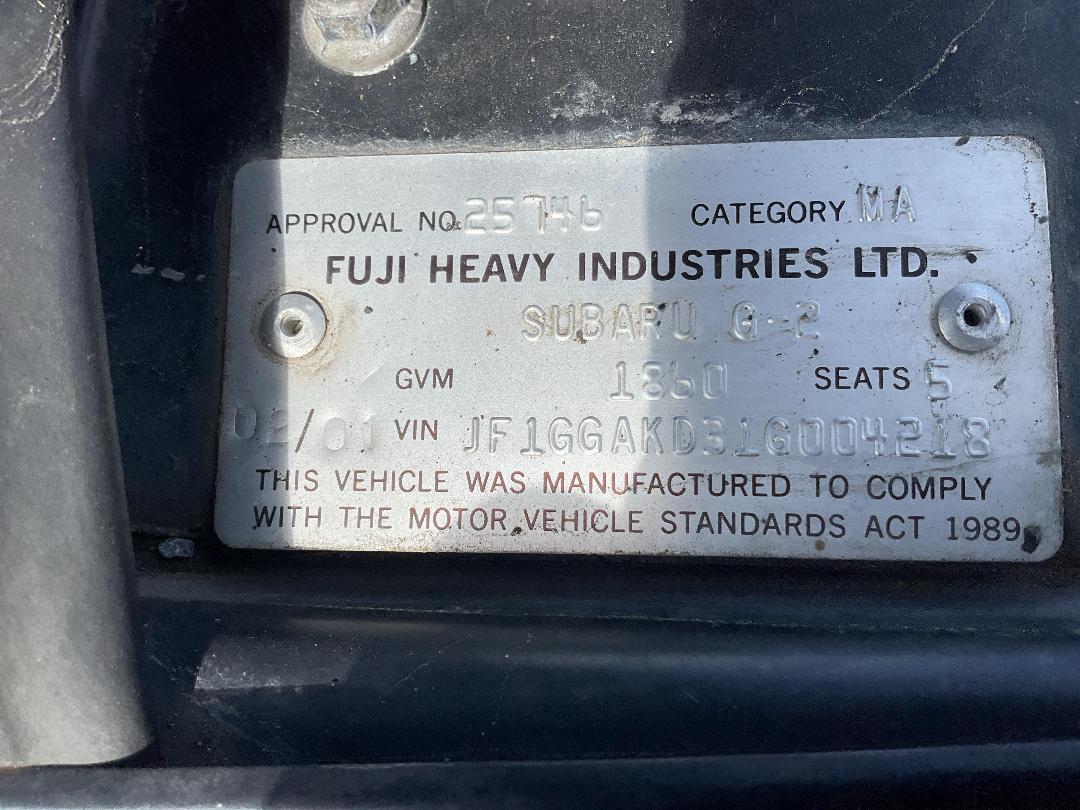 APPROVAL NO. 25746 CATEGORY MA
FUJI HEAVY INDUSTRIES LTD.
SUBARU G-2
GVM 1860 SEATS 5
02/01 VIN JF1GGAKD31G004218
THIS VEHICLE WAS MANUFACTURED TO COMPLY
WITH THE MOTOR VEHICLE STANDARDS ACT 1989